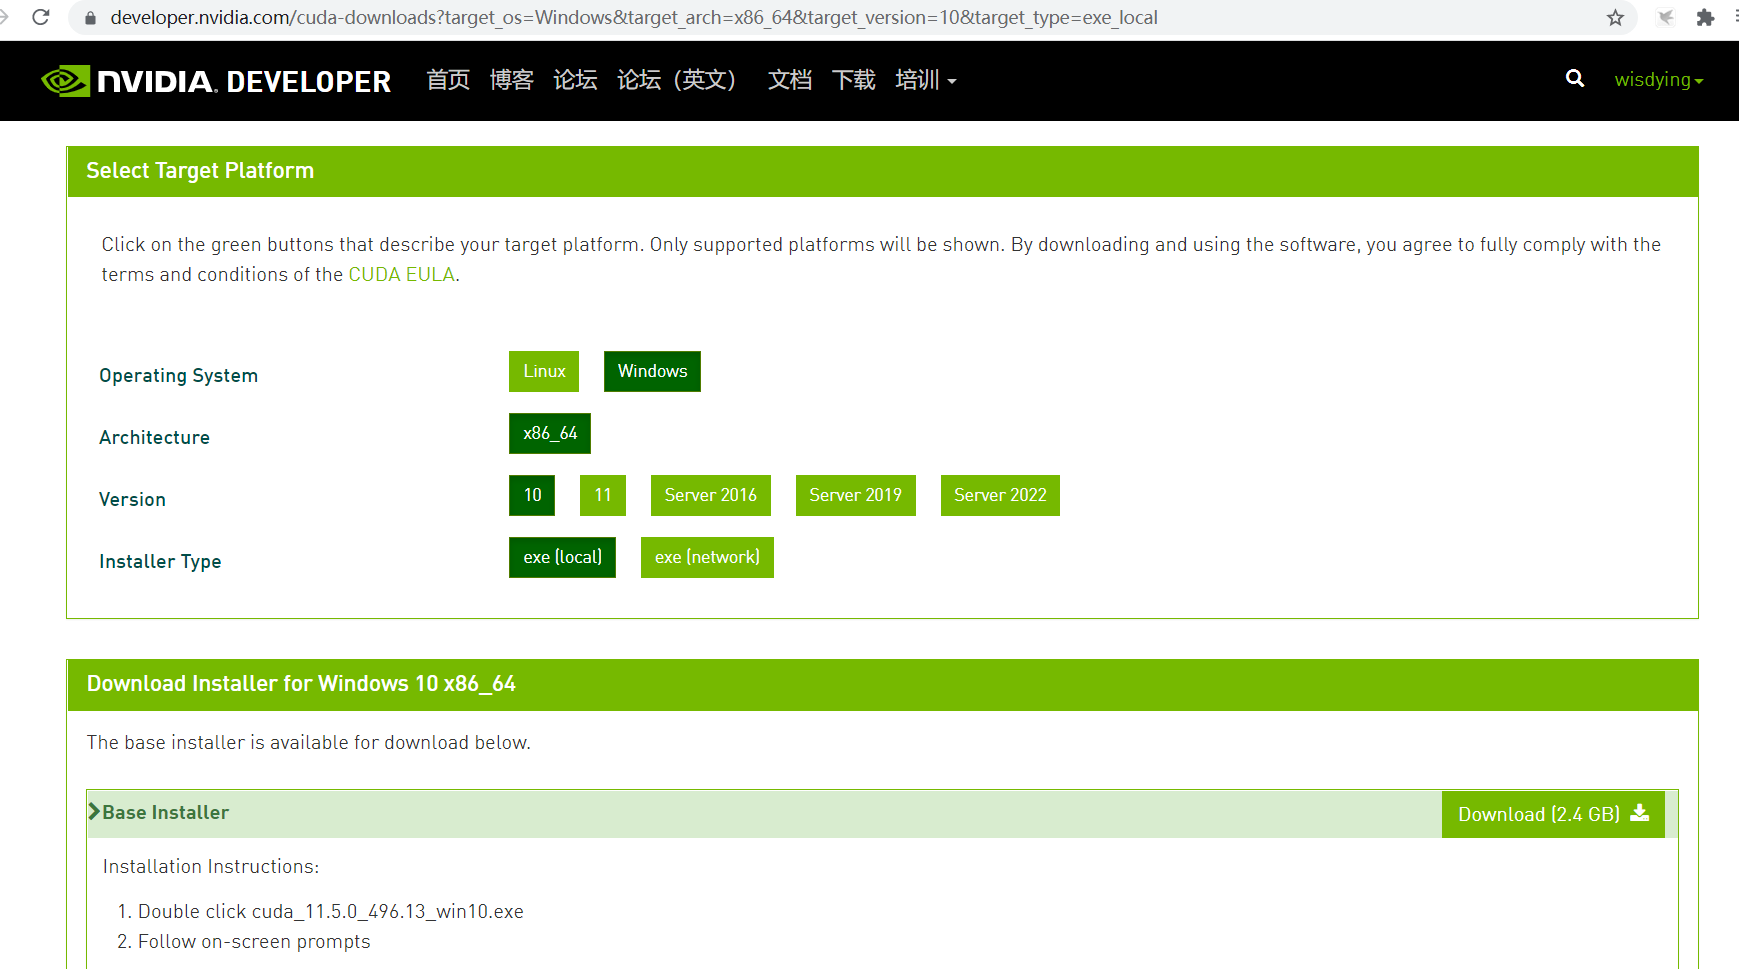 developer.nvidia.com/cuda-downloads?target_os=Windows&target_arch=x86_64&target_version=10&target_type=exe_local
NVIDIA. DEVELOPER 首页 博客 论坛 论坛（英文） 文档 下载 培训 wisdying
Select Target Platform
Click on the green buttons that describe your target platform. Only supported platforms will be shown. By downloading and using the software, you agree to fully comply with the
terms and conditions of the CUDA EULA.
Operating System Linux Windows
Architecture x86_64
Version 10 11 Server 2016 Server 2019 Server 2022
Installer Type exe (local) exe (network)
Download Installer for Windows 10 x86_64
The base installer is available for download below.
Base Installer Download (2.4 GB)
Installation Instructions:
1. Double click cuda_11.5.0_496.13_win10.exe
2. Follow on-screen prompts